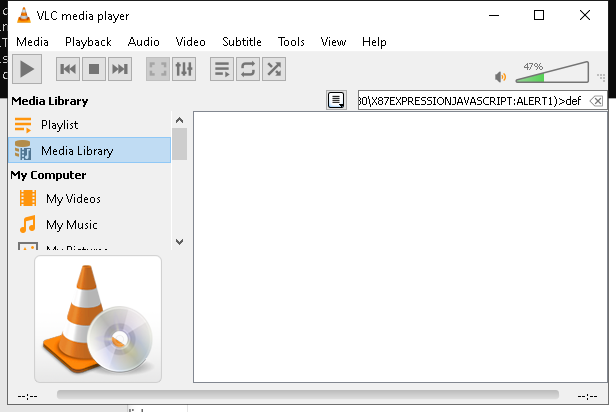 VLC media player
Media Playback Audio Video Subtitle Tools View Help
47%
Media Library
30\X87EXPRESSIONJAVASCRIPT:ALERT1)>def
Playlist
Media Library
My Computer
My Videos
My Music
My Pictures
--:-- --:--